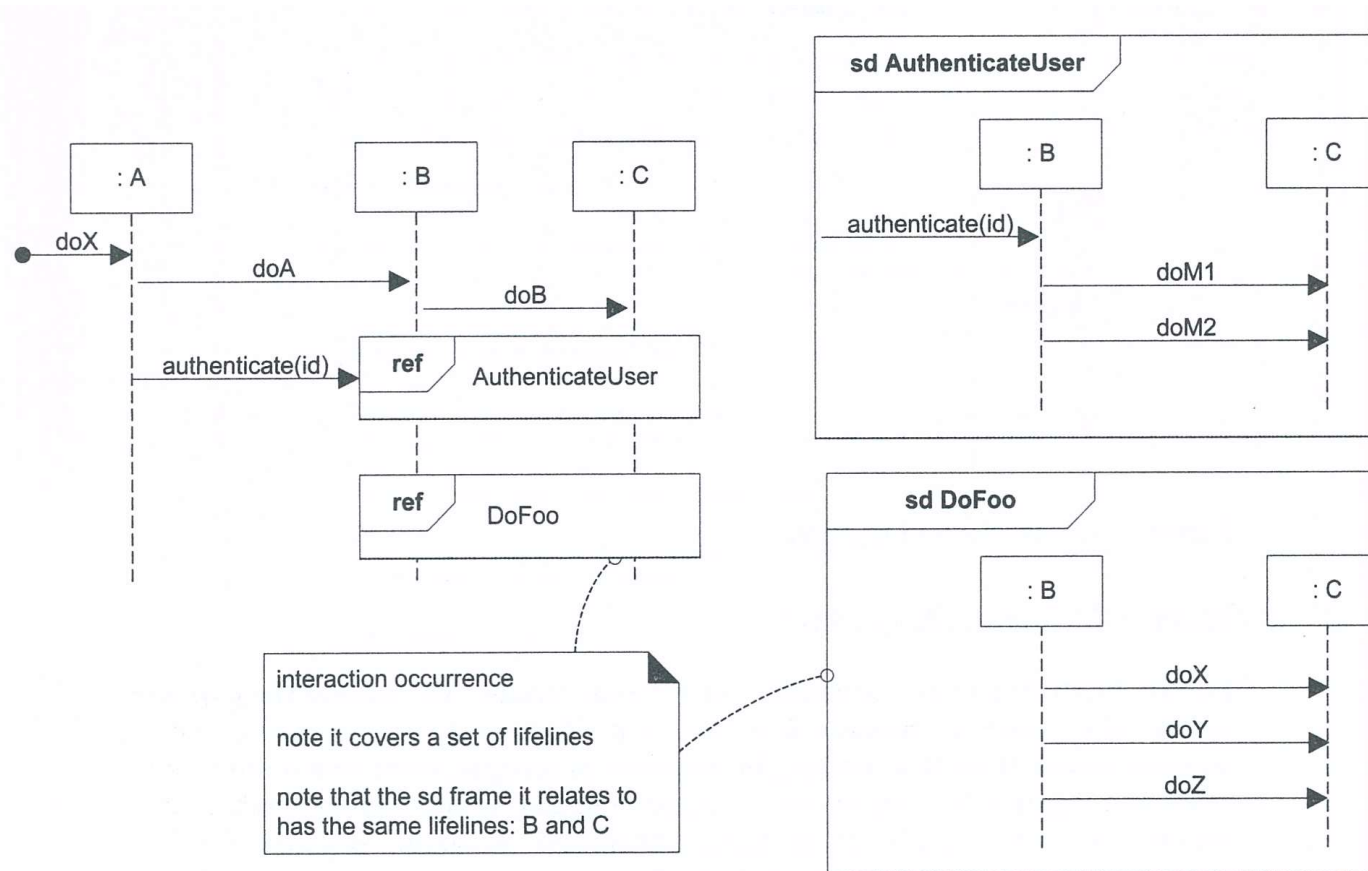 : A
: B
: C
doX
doA
doB
authenticate(id)
ref
AuthenticateUser
ref
DoFoo
interaction occurrence
note it covers a set of lifelines
note that the sd frame it relates to
has the same lifelines: B and C
sd AuthenticateUser
: B
: C
authenticate(id)
doM1
doM2
sd DoFoo
: B
: C
doX
doY
doZ